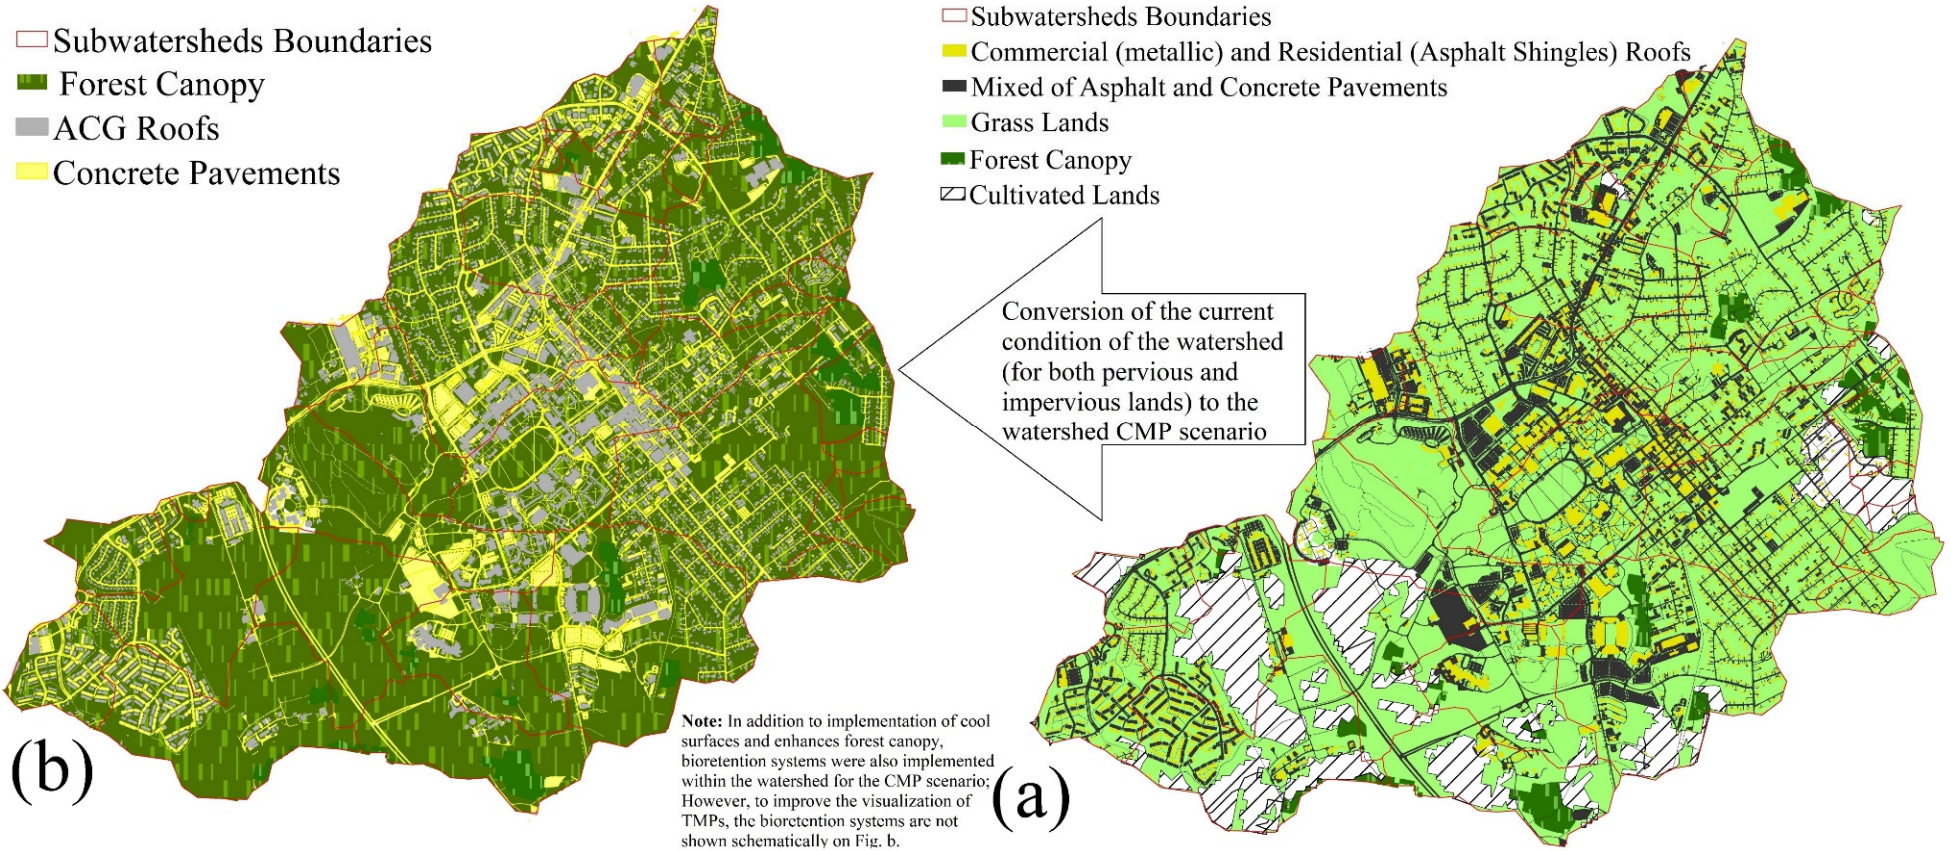 Subwatersheds Boundaries
Forest Canopy
ACG Roofs
Concrete Pavements
Subwatersheds Boundaries
Commercial (metallic) and Residential (Asphalt Shingles) Roofs
Mixed of Asphalt and Concrete Pavements
Grass Lands
Forest Canopy
Cultivated Lands
Conversion of the current
condition of the watershed
(for both pervious and
impervious lands) to the
watershed CMP scenario
Note: In addition to implementation of cool
surfaces and enhances forest canopy,
bioretention systems were also implemented
within the watershed for the CMP scenario;
However, to improve the visualization of
TMPs, the bioretention systems are not
shown schematically on Fig. b.
(b)
(a)